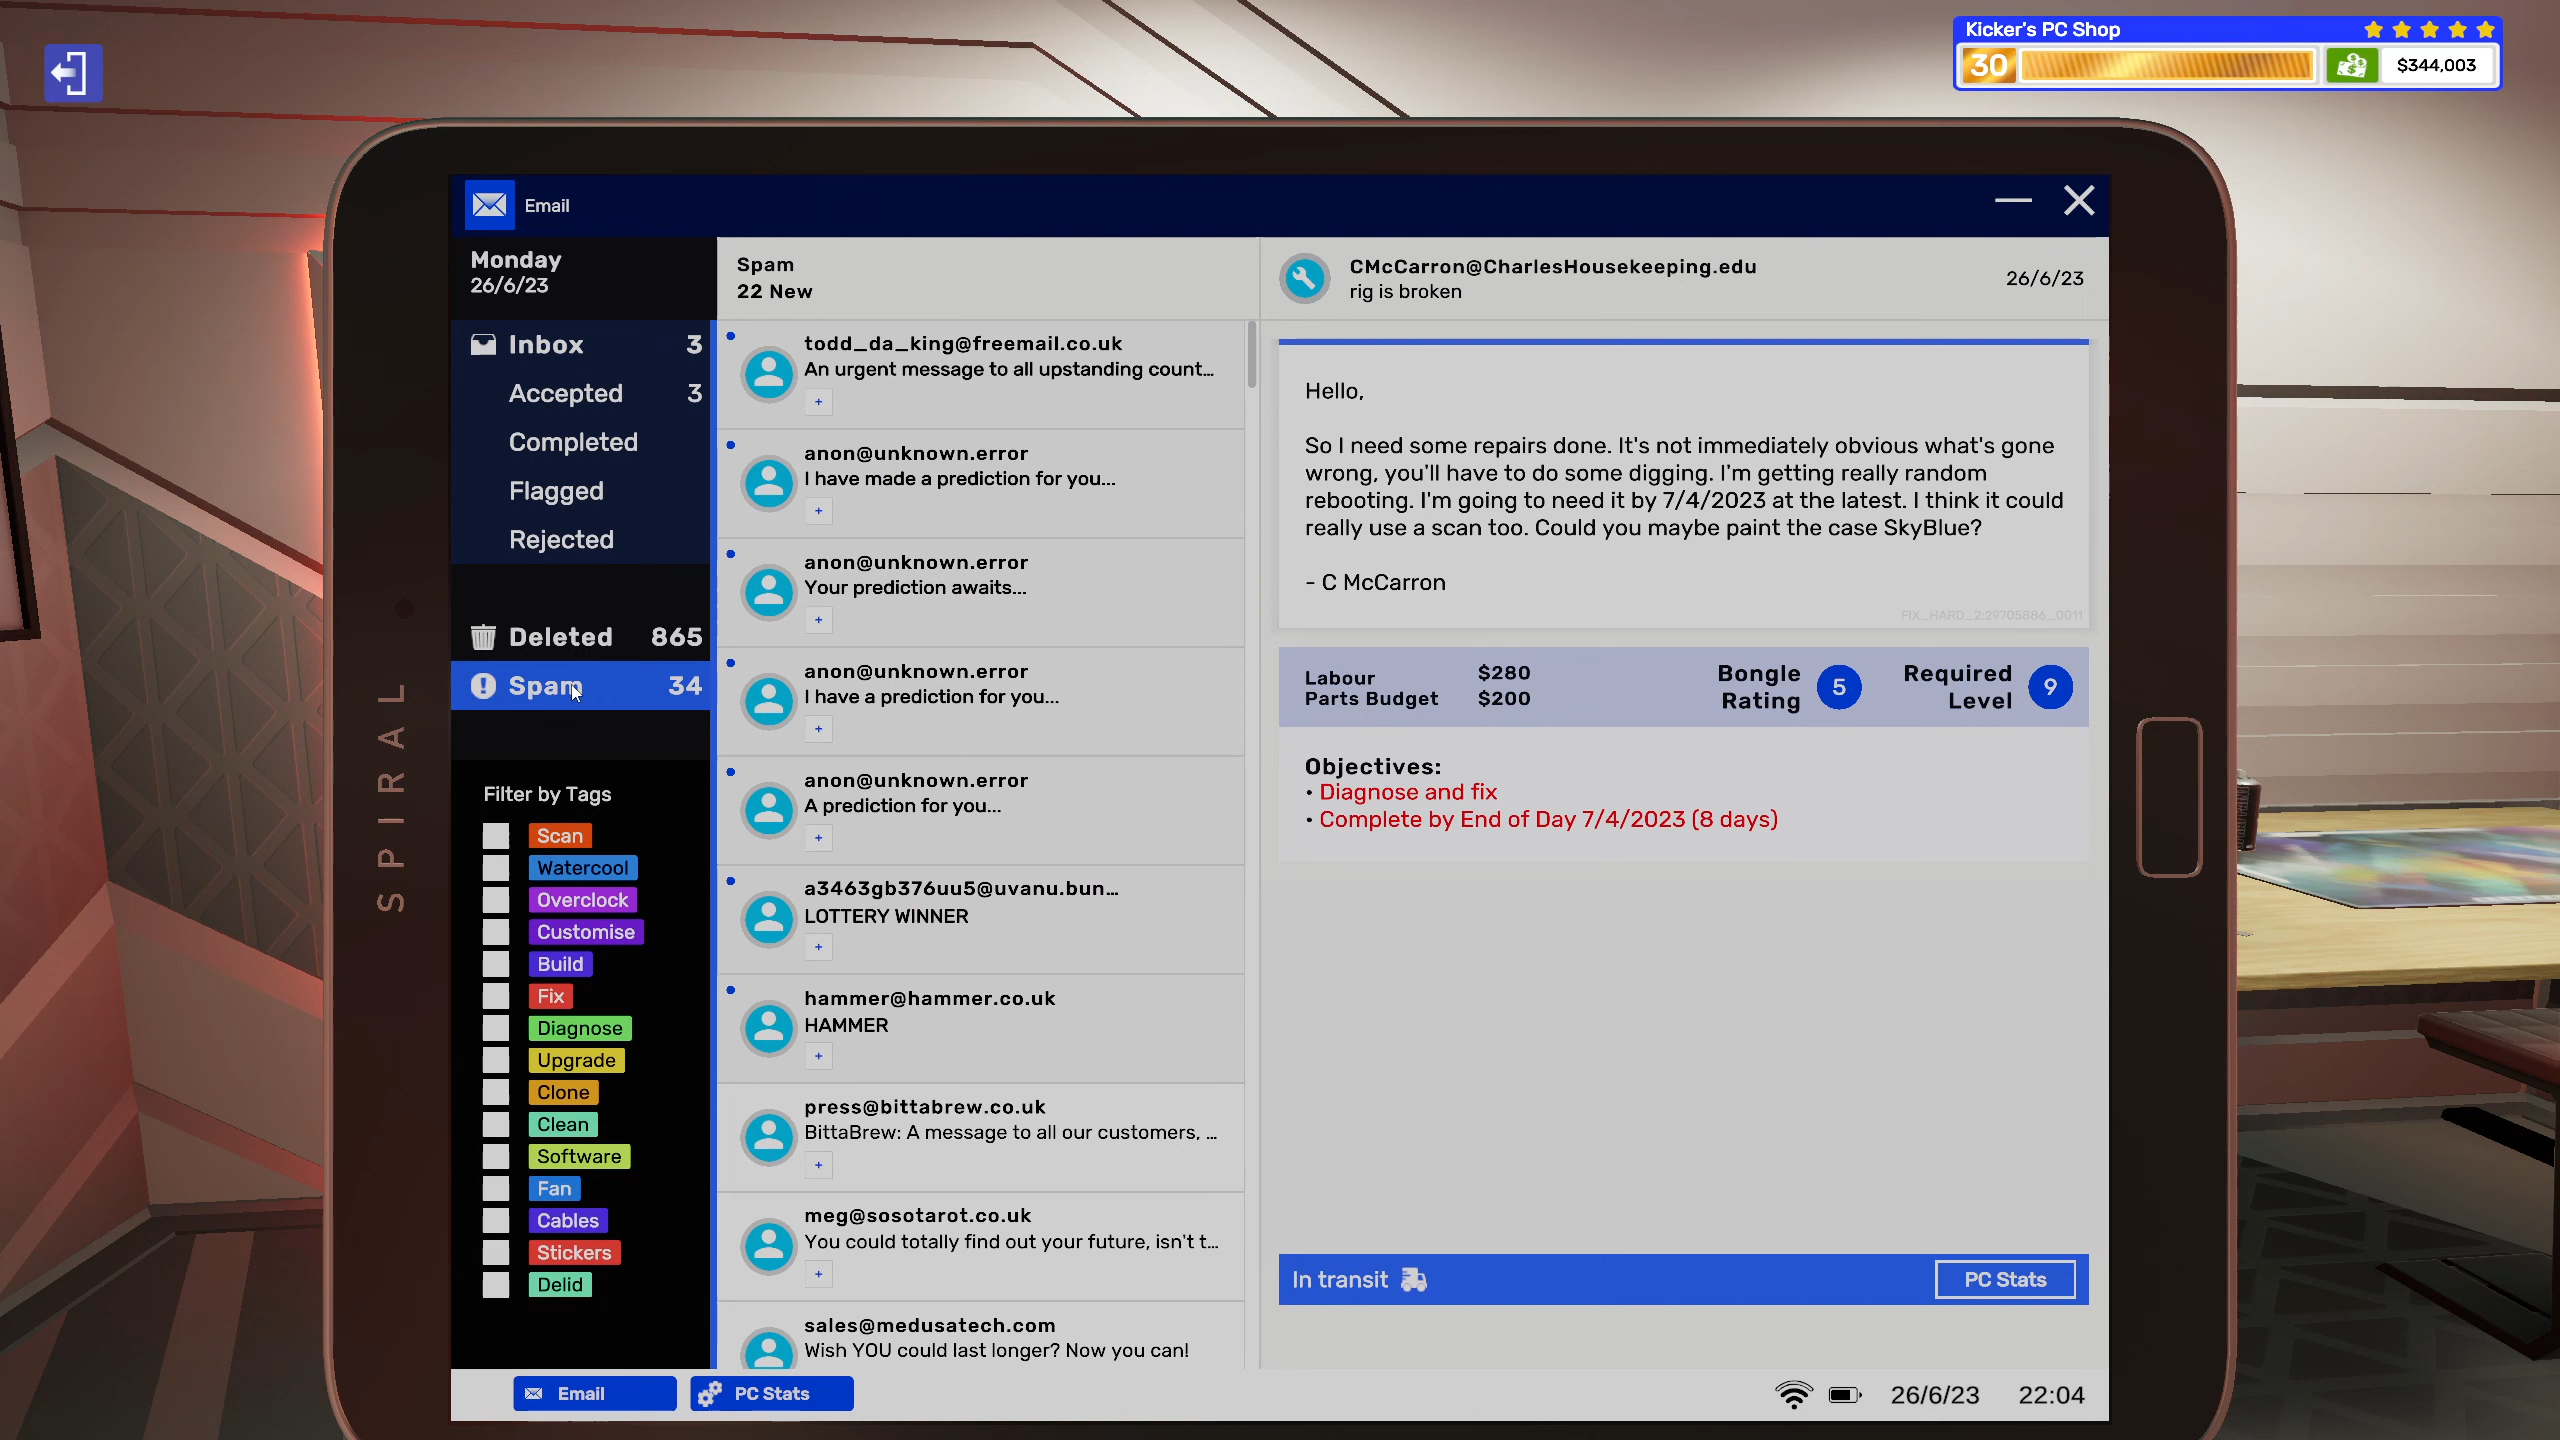 Kicker's PC Shop
30
$344,003
Email
Monday
26/6/23
Inbox 3
Accepted 3
Completed
Flagged
Rejected
Deleted 865
Spam 34
Filter by Tags
Scan
Watercool
Overclock
Customise
Build
Fix
Diagnose
Upgrade
Clone
Clean
Software
Fan
Cables
Stickers
Delid
Spam
22 New
todd_da_king@freemail.co.uk
An urgent message to all upstanding count...
+
anon@unknown.error
I have made a prediction for you...
+
anon@unknown.error
Your prediction awaits...
+
anon@unknown.error
I have a prediction for you...
+
anon@unknown.error
A prediction for you...
+
a3463gb376uu5@uvanu.bun...
LOTTERY WINNER
+
hammer@hammer.co.uk
HAMMER
+
press@bittabrew.co.uk
BittaBrew: A message to all our customers, ...
+
meg@sosotarot.co.uk
You could totally find out your future, isn't t...
+
sales@medusatech.com
Wish YOU could last longer? Now you can!
CMcCarron@CharlesHousekeeping.edu
rig is broken
26/6/23
Hello,
So I need some repairs done. It's not immediately obvious what's gone
wrong, you'll have to do some digging. I'm getting really random
rebooting. I'm going to need it by 7/4/2023 at the latest. I think it could
really use a scan too. Could you maybe paint the case SkyBlue?
- C McCarron
FIX_HARD_2:29705886_0011
Labour $280
Parts Budget $200
Bongle Rating 5
Required Level 9
Objectives:
• Diagnose and fix
• Complete by End of Day 7/4/2023 (8 days)
In transit
PC Stats
Email
PC Stats
26/6/23
22:04
SPIRAL